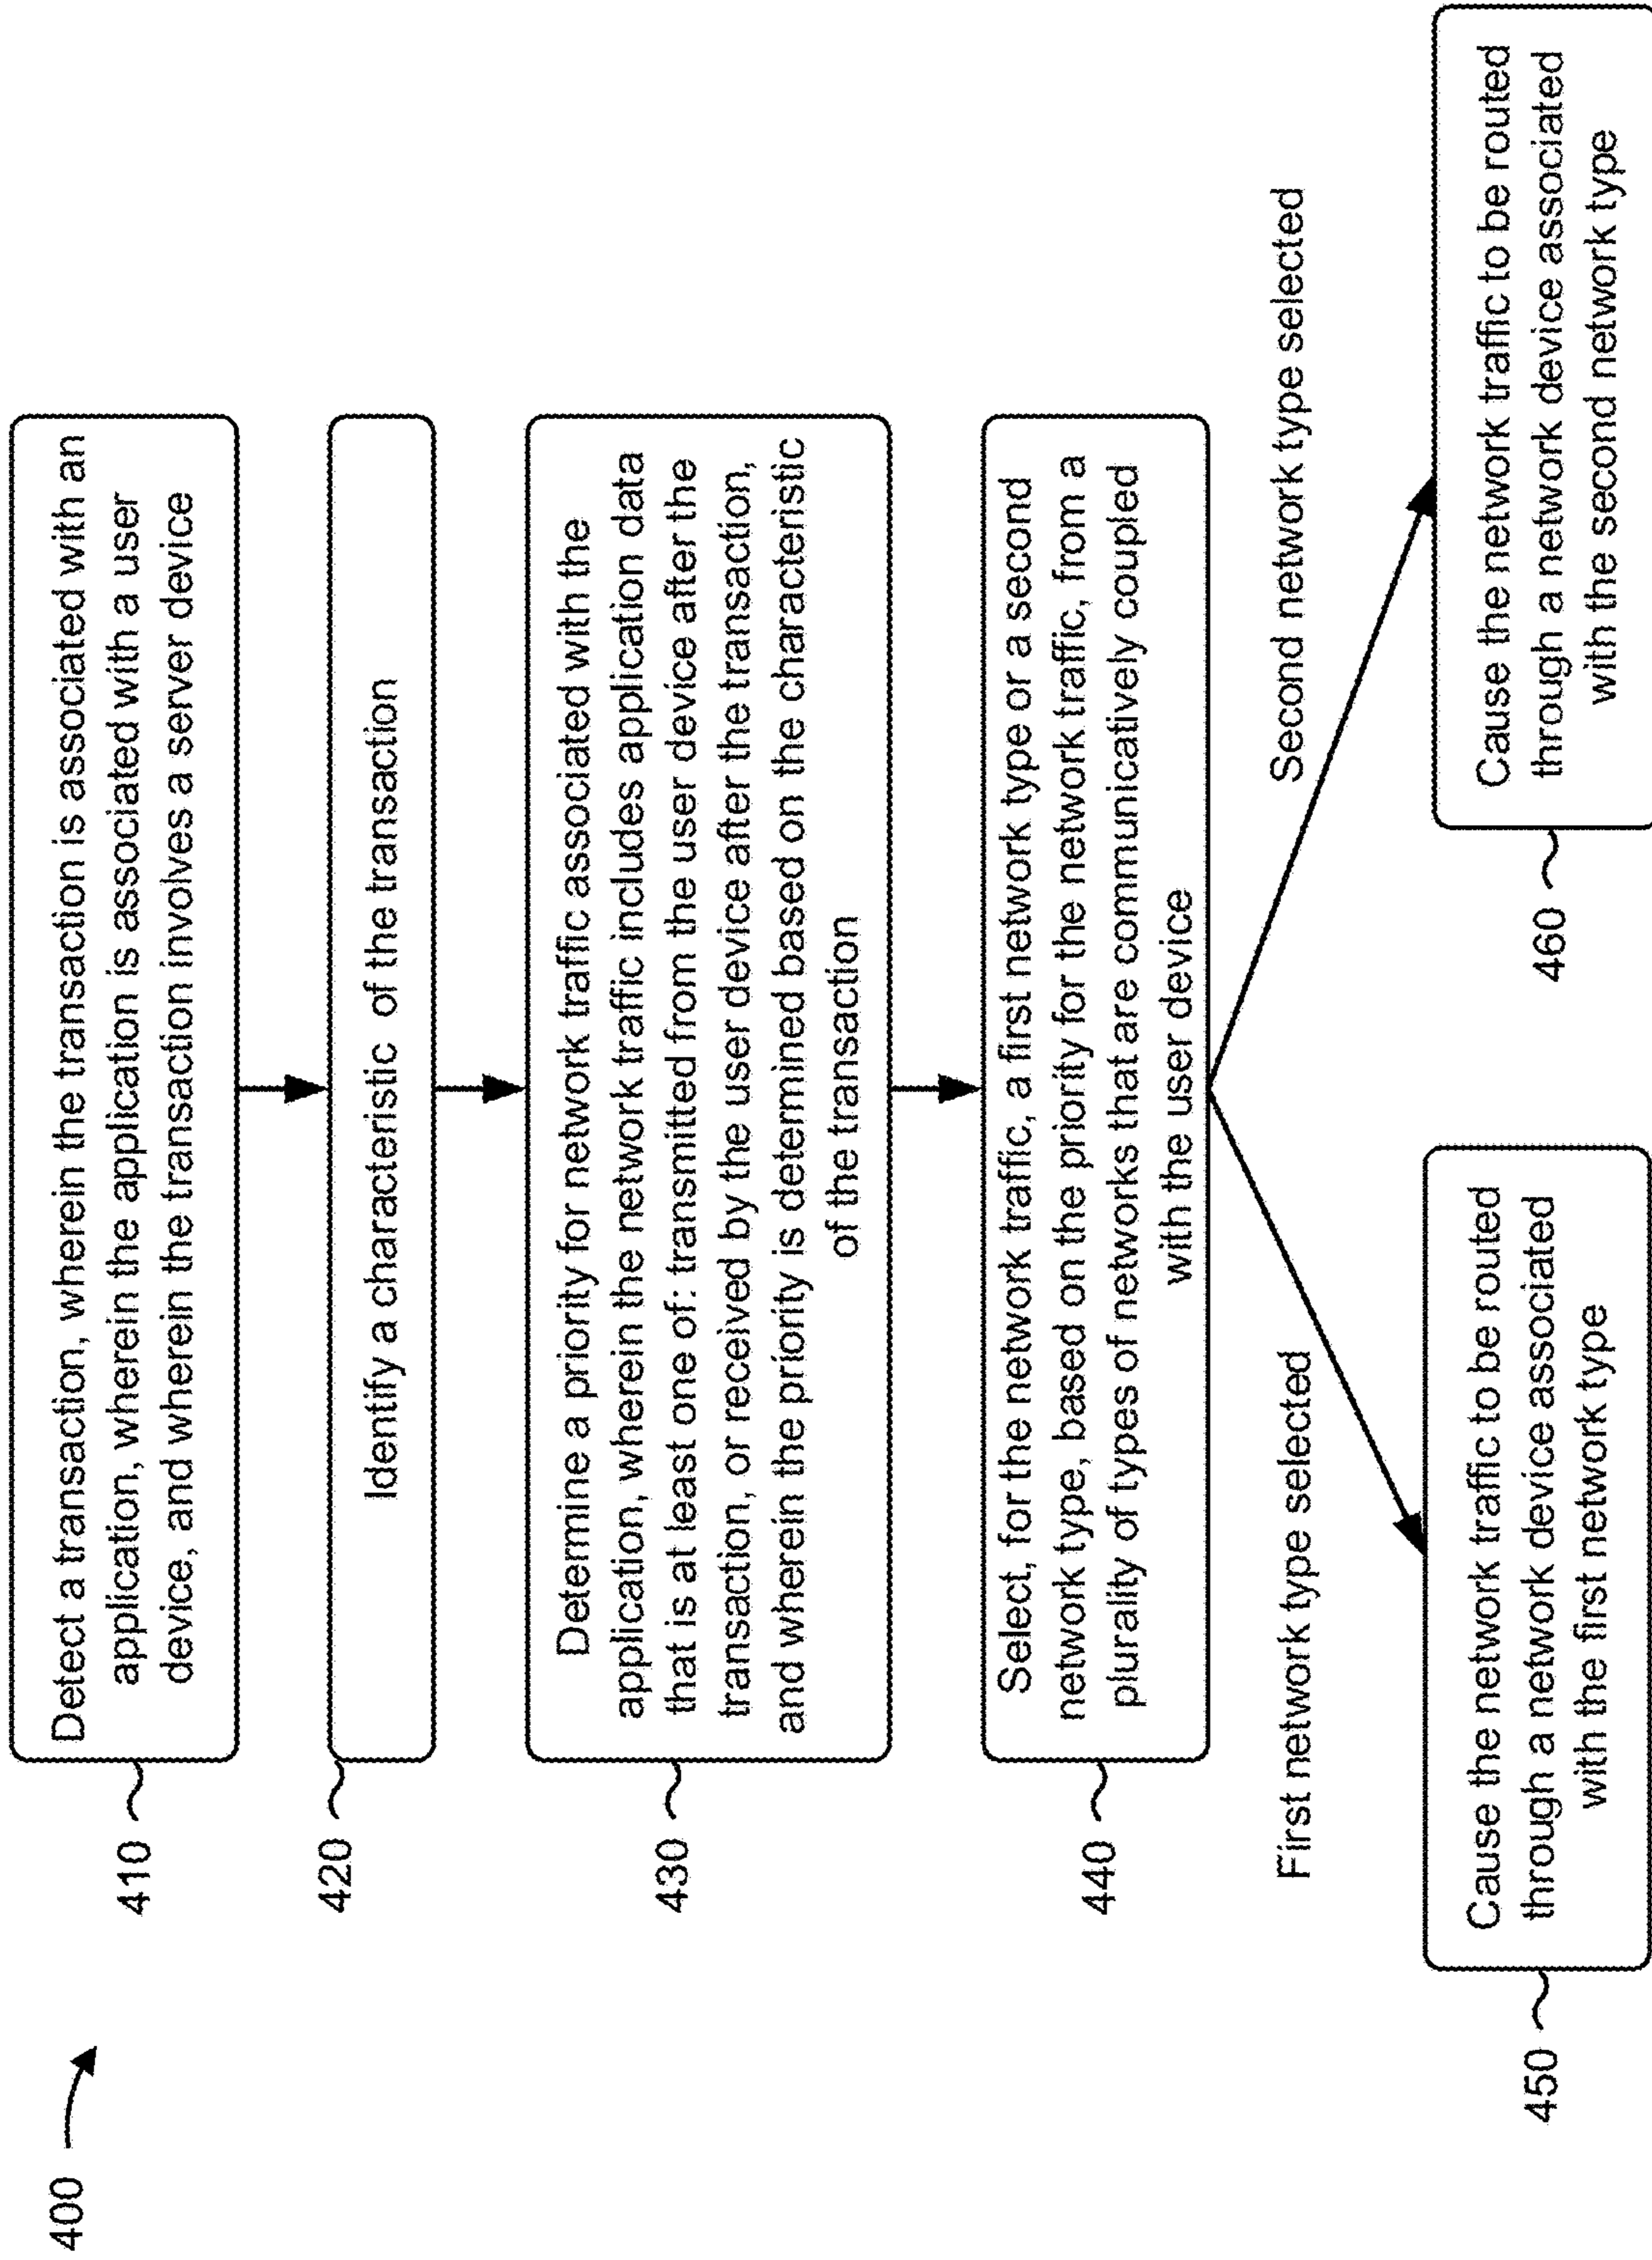 400
410
Detect a transaction, wherein the transaction is associated with an
application, wherein the application is associated with a user
device, and wherein the transaction involves a server device
420
Identify a characteristic of the transaction
430
Determine a priority for network traffic associated with the
application, wherein the network traffic includes application data
that is at least one of: transmitted from the user device after the
transaction, or received by the user device after the transaction,
and wherein the priority is determined based on the characteristic
of the transaction
440
Select, for the network traffic, a first network type or a second
network type, based on the priority for the network traffic, from a
plurality of types of networks that are communicatively coupled
with the user device
First network type selected
Second network type selected
450
Cause the network traffic to be routed
through a network device associated
with the first network type
460
Cause the network traffic to be routed
through a network device associated
with the second network type